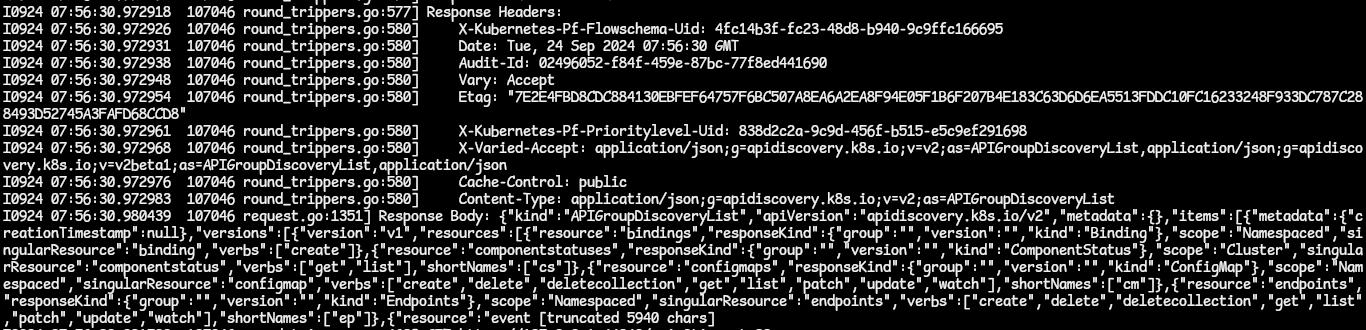 I0924 07:56:30.972918  107046 round_trippers.go:577] Response Headers:
I0924 07:56:30.972926  107046 round_trippers.go:580]     X-Kubernetes-Pf-Flowschema-Uid: 4fc14b3f-fc23-48d8-b940-9c9ffc166695
I0924 07:56:30.972931  107046 round_trippers.go:580]     Date: Tue, 24 Sep 2024 07:56:30 GMT
I0924 07:56:30.972938  107046 round_trippers.go:580]     Audit-Id: 02496052-f84f-459e-87bc-77f8ed441690
I0924 07:56:30.972948  107046 round_trippers.go:580]     Vary: Accept
I0924 07:56:30.972954  107046 round_trippers.go:580]     Etag: "7E2E4FBD8CDC884130EBFEF64757F6BC507A8EA6A2EA8F94E05F1B6F207B4E183C63D6D6EA5513FDDC10FC16233248F933DC787C28
8493D52745A3FAFD68CCD8"
I0924 07:56:30.972961  107046 round_trippers.go:580]     X-Kubernetes-Pf-Prioritylevel-Uid: 838d2c2a-9c9d-456f-b515-e5c9ef291698
I0924 07:56:30.972968  107046 round_trippers.go:580]     X-Varied-Accept: application/json;g=apidiscovery.k8s.io;v=v2;as=APIGroupDiscoveryList,application/json;g=apidisco
very.k8s.io;v=v2beta1;as=APIGroupDiscoveryList,application/json
I0924 07:56:30.972976  107046 round_trippers.go:580]     Cache-Control: public
I0924 07:56:30.972983  107046 round_trippers.go:580]     Content-Type: application/json;g=apidiscovery.k8s.io;v=v2;as=APIGroupDiscoveryList
I0924 07:56:30.980439  107046 request.go:1351] Response Body: {"kind":"APIGroupDiscoveryList","apiVersion":"apidiscovery.k8s.io/v2","metadata":{},"items":[{"metadata":{"c
reationTimestamp":null},"versions":[{"version":"v1","resources":[{"resource":"bindings","responseKind":{"group":"","version":"","kind":"Binding"},"scope":"Namespaced","si
ngularResource":"binding","verbs":["create"]},{"resource":"componentstatuses","responseKind":{"group":"","version":"","kind":"ComponentStatus"},"scope":"Cluster","singula
rResource":"componentstatus","verbs":["get","list"],"shortNames":["cs"]},{"resource":"configmaps","responseKind":{"group":"","version":"","kind":"ConfigMap"},"scope":"Nam
espaced","singularResource":"configmap","verbs":["create","delete","deletecollection","get","list","patch","update","watch"],"shortNames":["cm"]},{"resource":"endpoints",
"responseKind":{"group":"","version":"","kind":"Endpoints"},"scope":"Namespaced","singularResource":"endpoints","verbs":["create","delete","deletecollection","get","list"
,"patch","update","watch"],"shortNames":["ep"]},{"resource":"event [truncated 5940 chars]